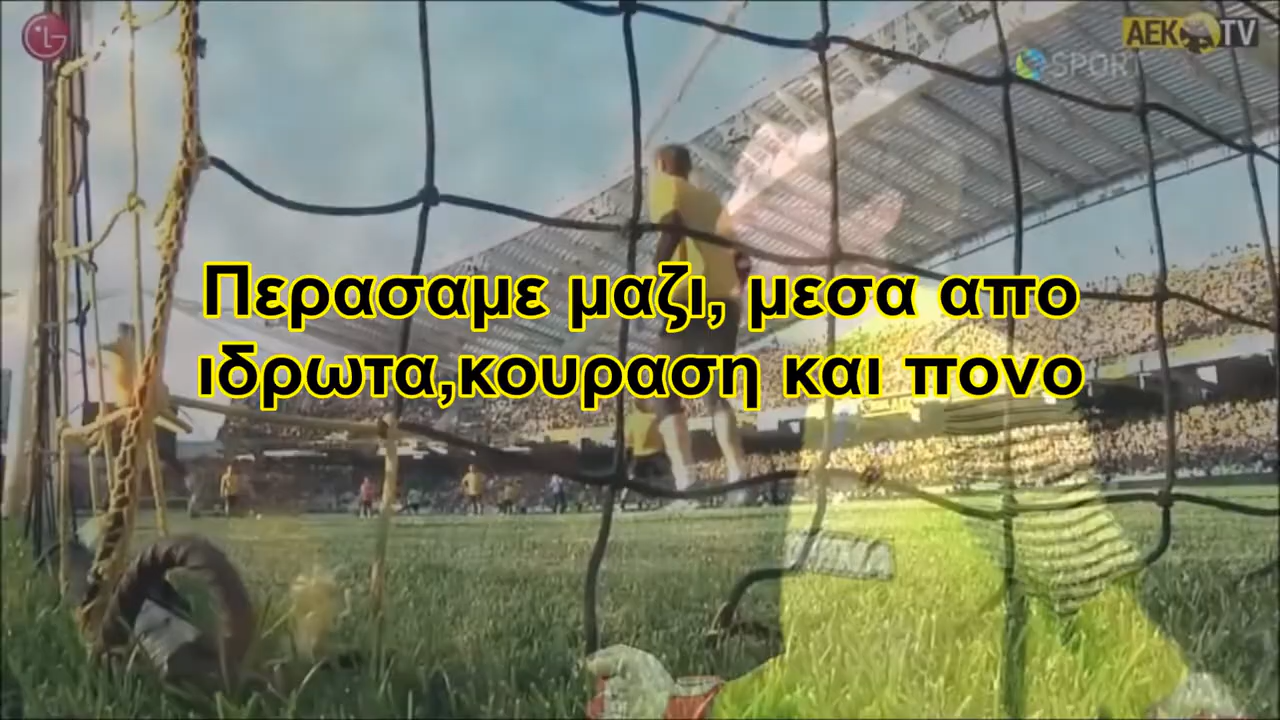 LG
AEK TV
SPORT
Περασαμε μαζι, μεσα απο
ιδρωτα,κουραση και πονο